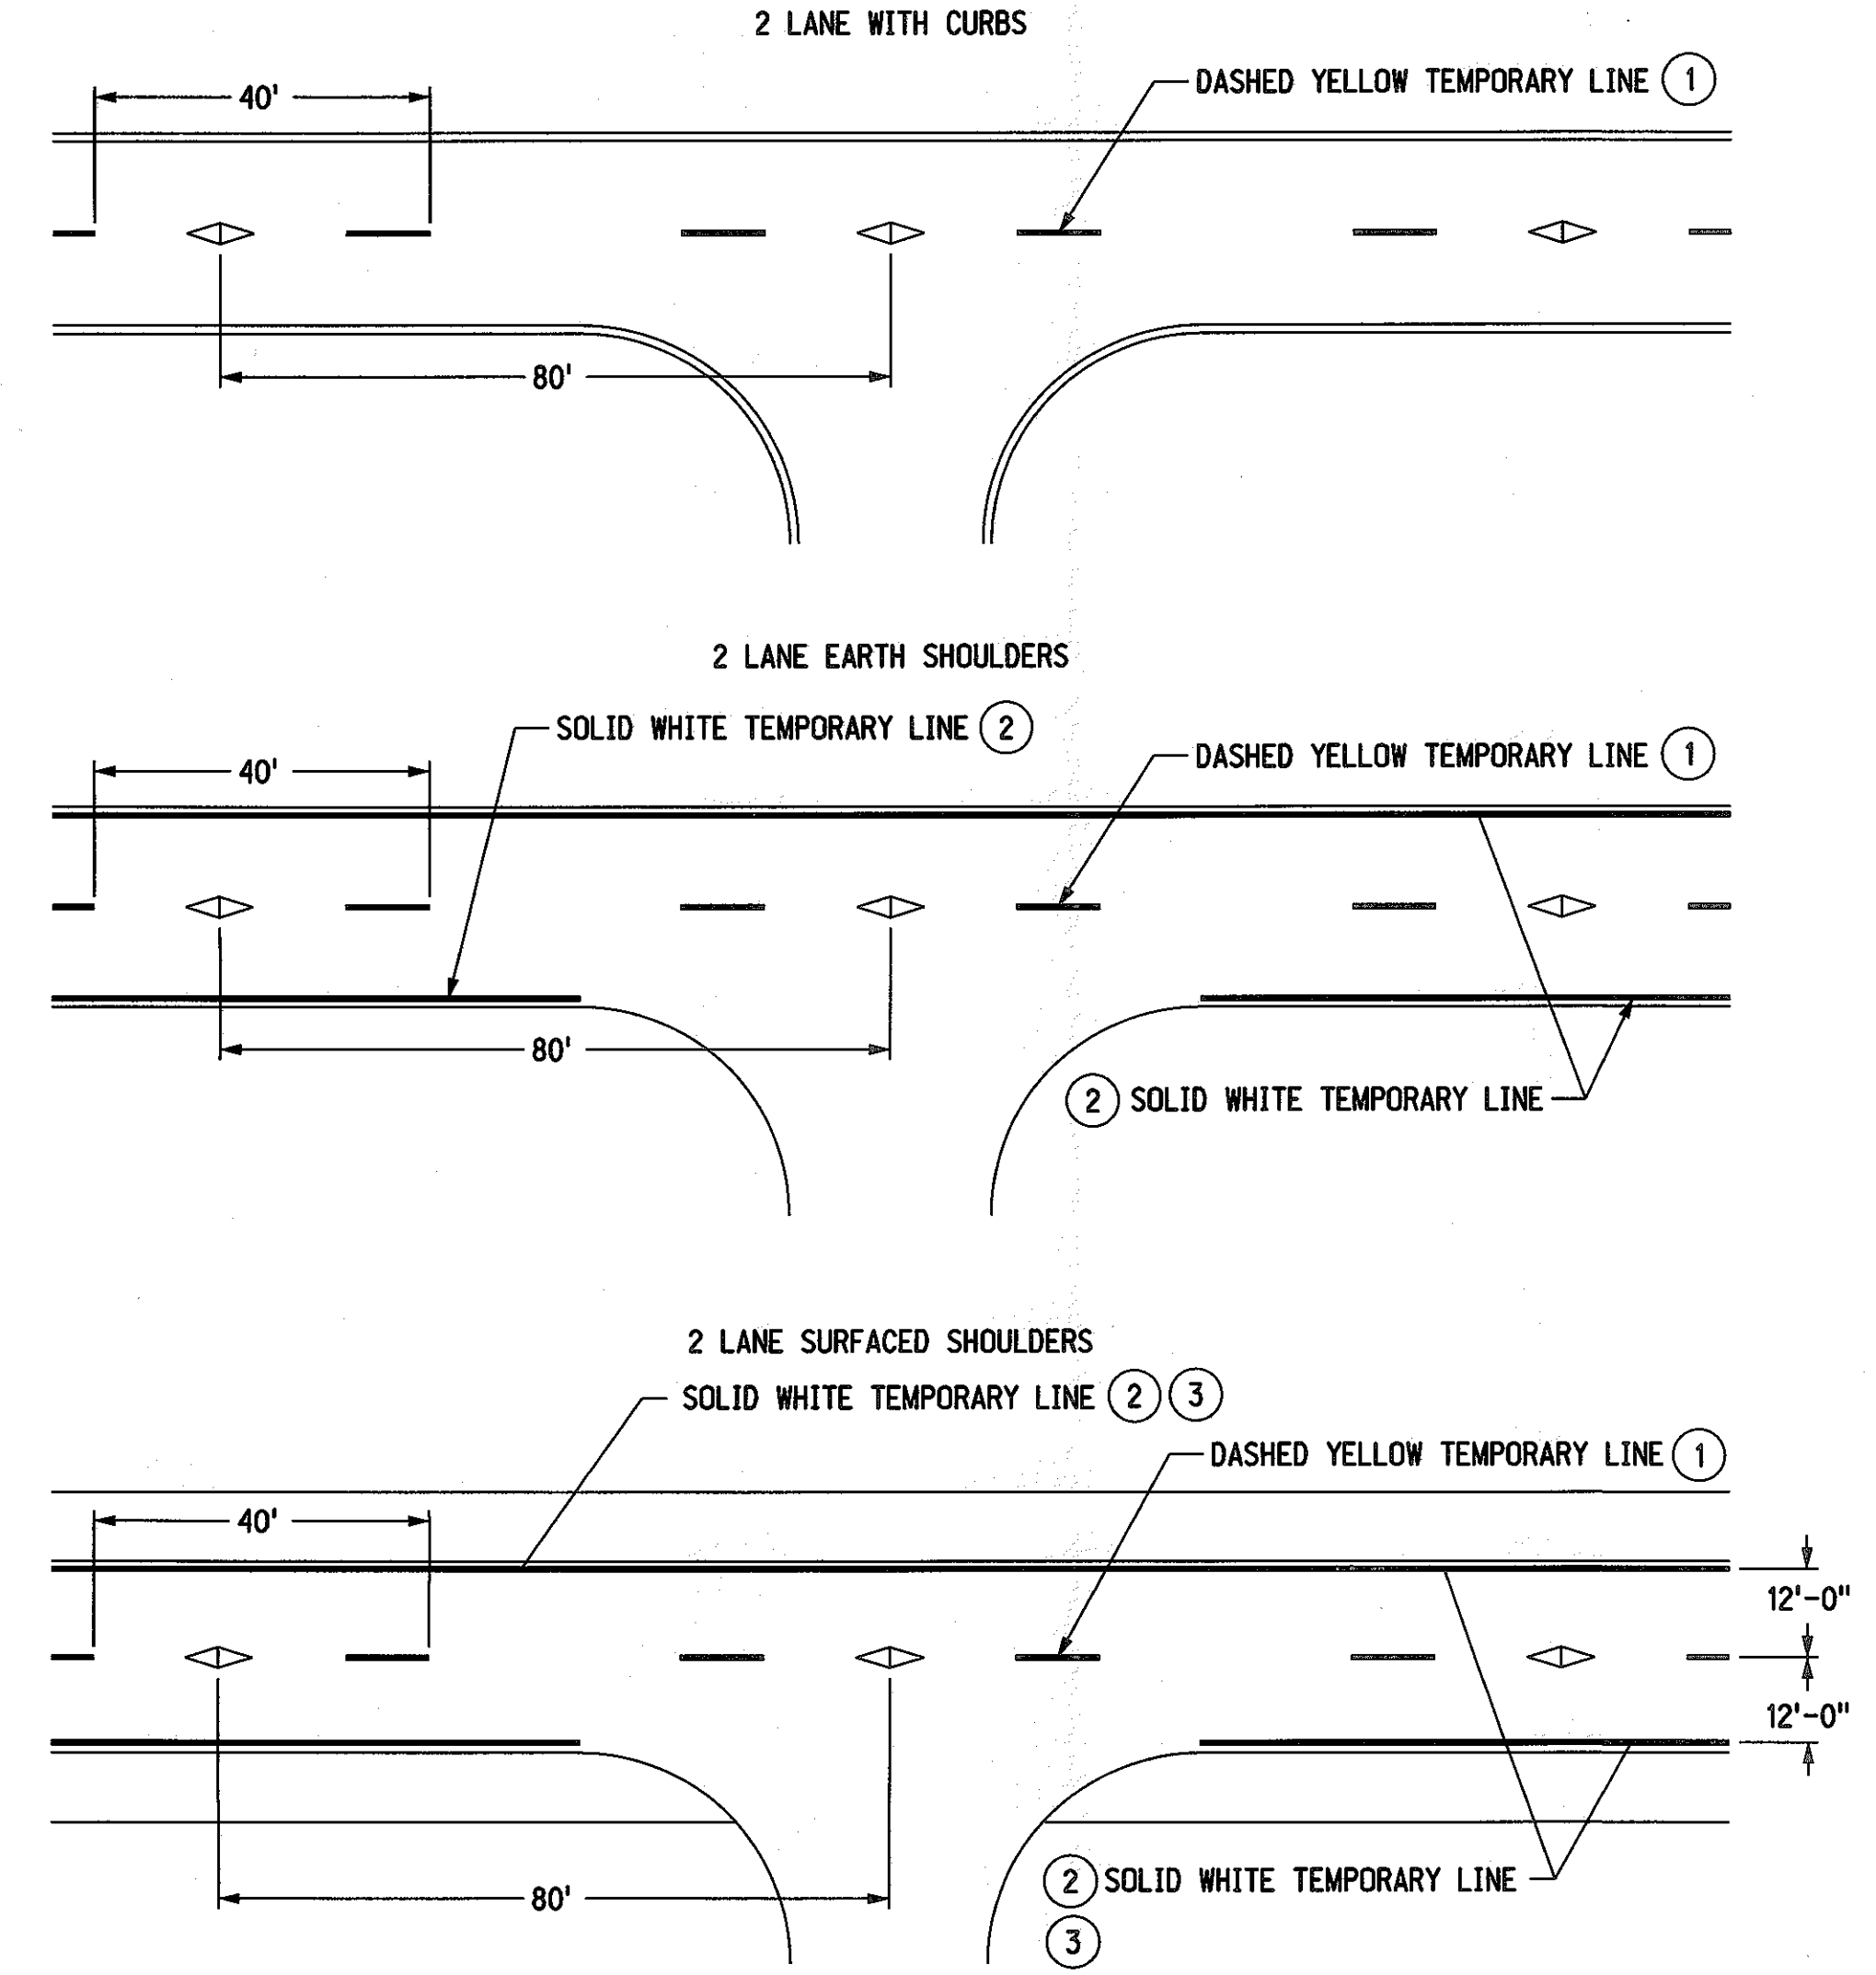 2 LANE WITH CURBS
DASHED YELLOW TEMPORARY LINE 1
40'
80'
2 LANE EARTH SHOULDERS
SOLID WHITE TEMPORARY LINE 2
DASHED YELLOW TEMPORARY LINE 1
40'
80'
2 SOLID WHITE TEMPORARY LINE
2 LANE SURFACED SHOULDERS
SOLID WHITE TEMPORARY LINE 2 3
DASHED YELLOW TEMPORARY LINE 1
40'
12'-0"
12'-0"
80'
2 SOLID WHITE TEMPORARY LINE
3